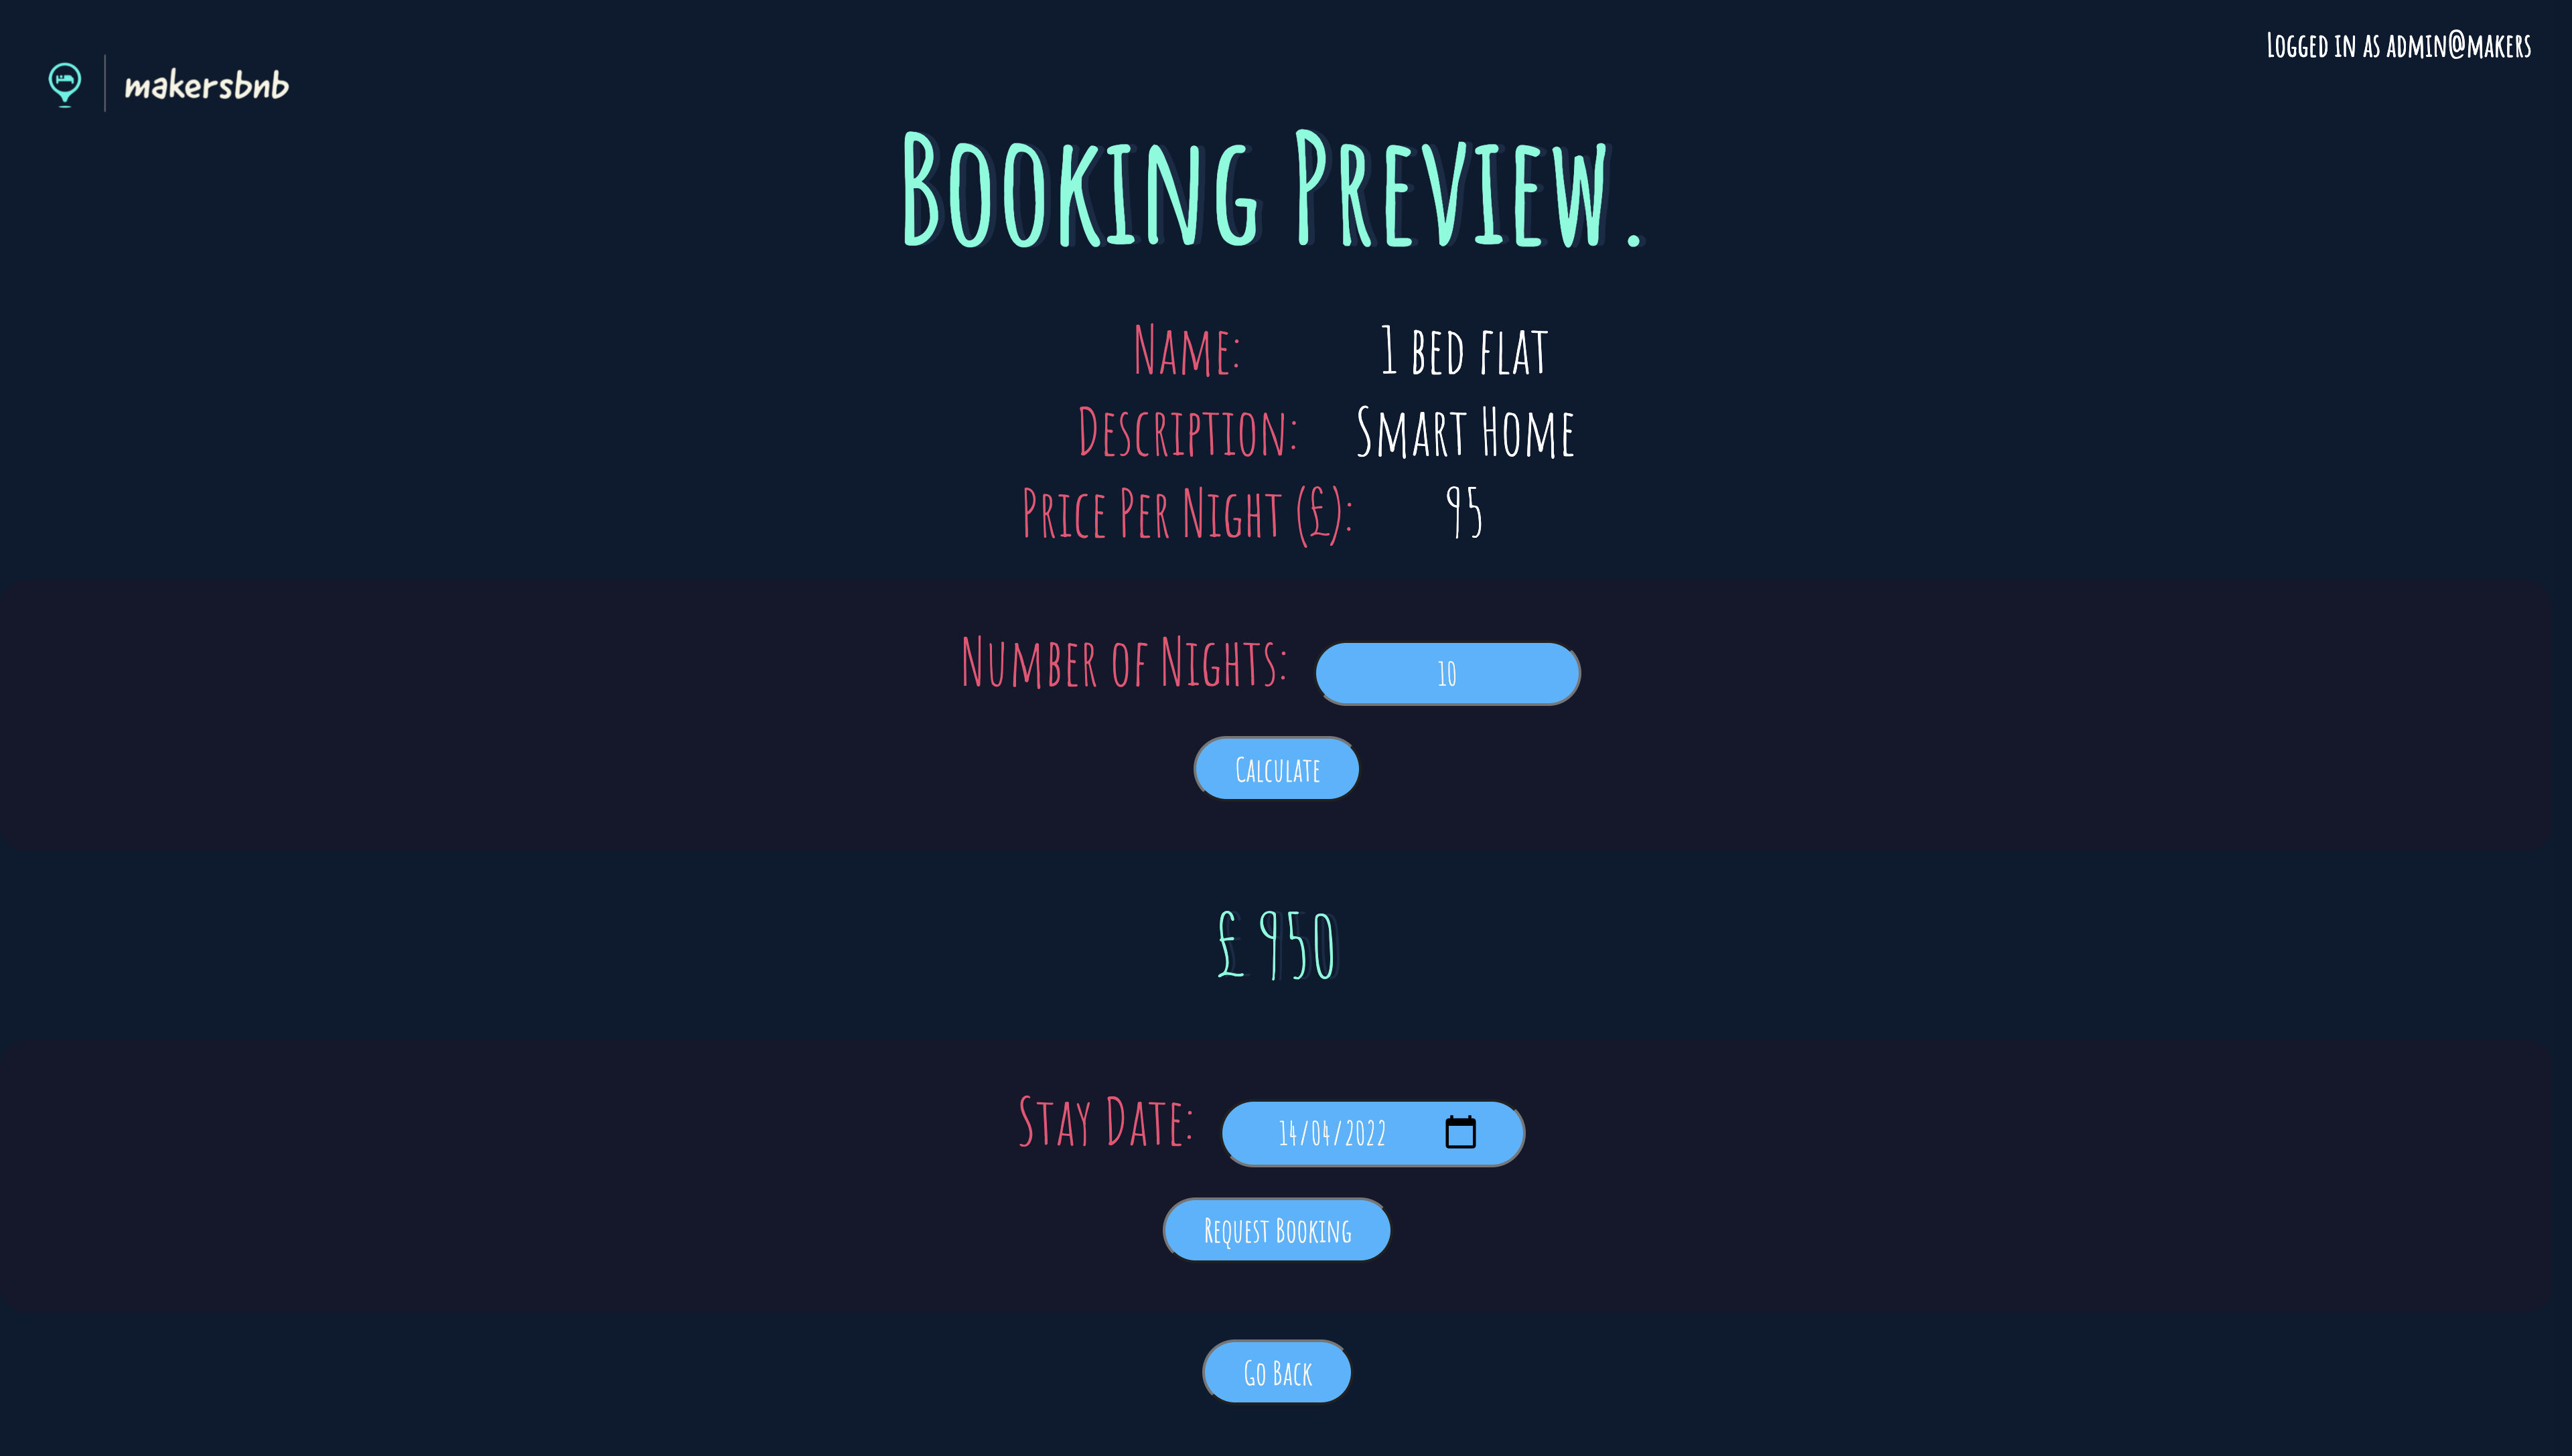 Logged in as admin@makers
makersbnb
Booking Preview.
Name: 1 bed flat
Description: Smart Home
Price Per Night (£): 95
Number of Nights: 10
Calculate
£ 950
Stay Date: 14/04/2022
Request Booking
Go Back